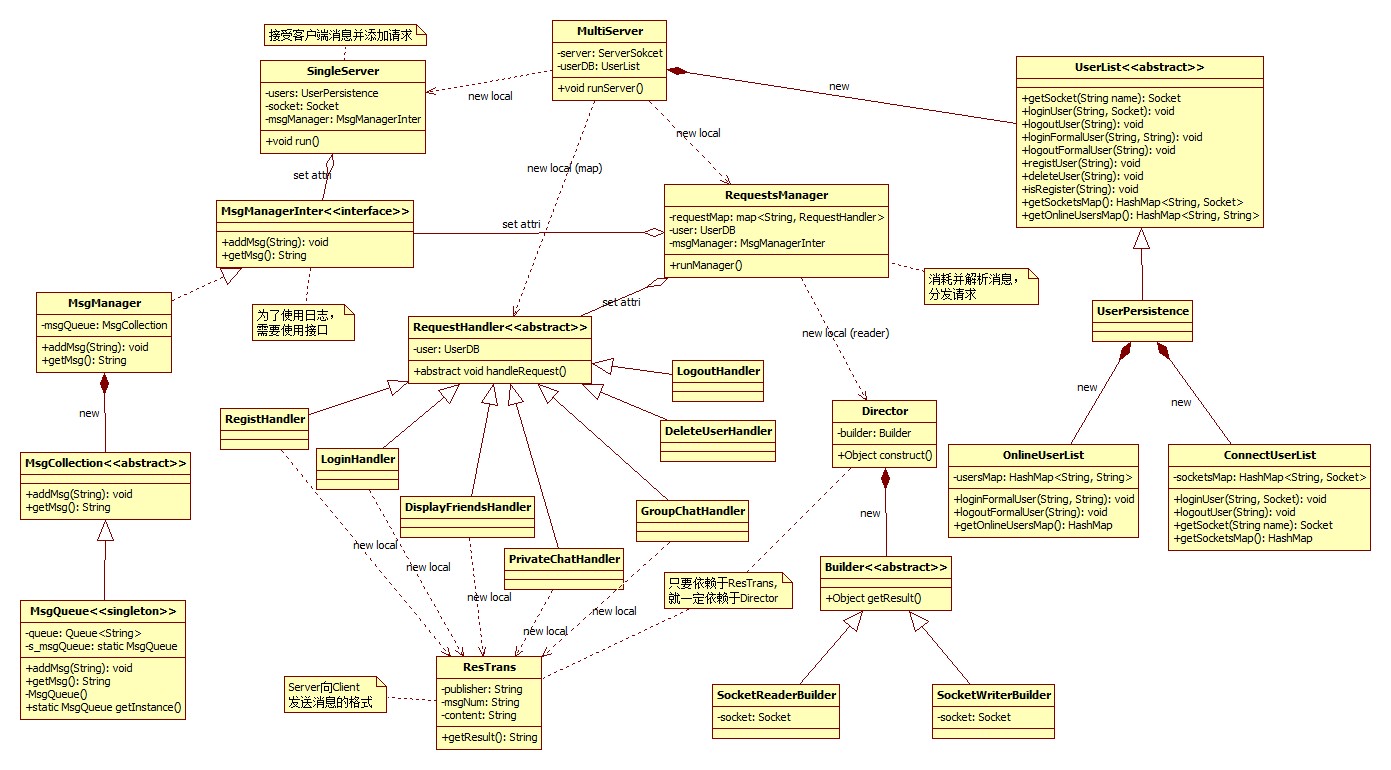 接受客户端消息并添加请求
MultiServer
-server: ServerSokcet
-userDB: UserList
+void runServer()
SingleServer
-users: UserPersistence
-socket: Socket
-msgManager: MsgManagerInter
+void run()
new local
new
UserList<<abstract>>
+getSocket(String name): Socket
+loginUser(String, Socket): void
+logoutUser(String): void
+loginFormalUser(String, String): void
+logoutFormalUser(String): void
+registUser(String): void
+deleteUser(String): void
+isRegister(String): void
+getSocketsMap(): HashMap<String, Socket>
+getOnlineUsersMap(): HashMap<String, String>
new local
new local (map)
set attri
MsgManagerInter<<interface>>
+addMsg(String): void
+getMsg(): String
set attri
RequestsManager
-requestMap: map<String, RequestHandler>
-user: UserDB
-msgManager: MsgManagerInter
+runManager()
消耗并解析消息，
分发请求
MsgManager
-msgQueue: MsgCollection
+addMsg(String): void
+getMsg(): String
为了使用日志，
需要使用接口
set attri
RequestHandler<<abstract>>
-user: UserDB
+abstract void handleRequest()
new local (reader)
UserPersistence
LogoutHandler
new
new
new
RegistHandler
LoginHandler
DeleteUserHandler
Director
-builder: Builder
+Object construct()
MsgCollection<<abstract>>
+addMsg(String): void
+getMsg(): String
DisplayFriendsHandler
GroupChatHandler
PrivateChatHandler
new
OnlineUserList
-usersMap: HashMap<String, String>
+loginFormalUser(String, String): void
+logoutFormalUser(String): void
+getOnlineUsersMap(): HashMap
ConnectUserList
-socketsMap: HashMap<String, Socket>
+loginUser(String, Socket): void
+logoutUser(String): void
+getSocket(String name): Socket
+getSocketsMap(): HashMap
new local
new local
new local
new local
new local
只要依赖于ResTrans,
就一定依赖于Director
Builder<<abstract>>
+Object getResult()
MsgQueue<<singleton>>
-queue: Queue<String>
-s_msgQueue: static MsgQueue
+addMsg(String): void
+getMsg(): String
-MsgQueue()
+static MsgQueue getInstance()
Server向Client
发送消息的格式
ResTrans
-publisher: String
-msgNum: String
-content: String
+getResult(): String
SocketReaderBuilder
-socket: Socket
SocketWriterBuilder
-socket: Socket